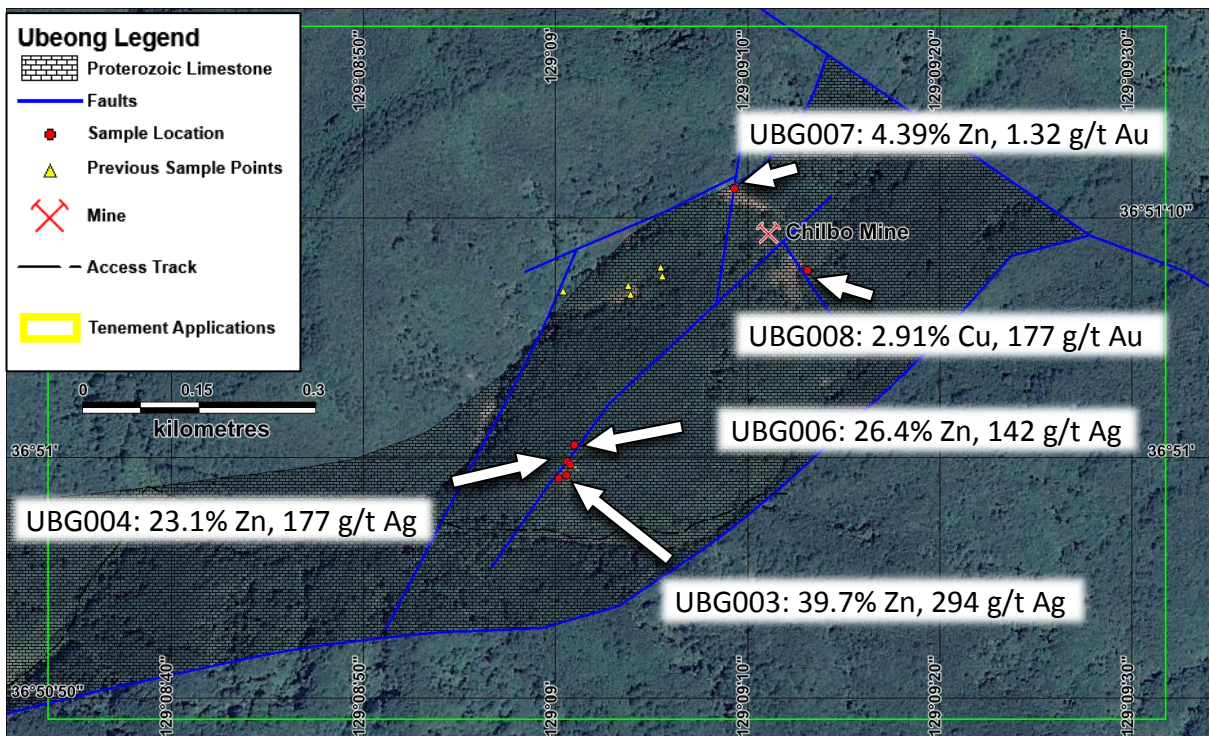 Ubeong Legend
Proterozoic Limestone
Faults
Sample Location
Previous Sample Points
Mine
Access Track
Tenement Applications
0 0.15 0.3
kilometres
129°08'50"
129°09'
129°09'10"
129°09'20"
129°09'30"
UBG007: 4.39% Zn, 1.32 g/t Au
36°51'10"
Chilbo Mine
UBG008: 2.91% Cu, 177 g/t Au
UBG006: 26.4% Zn, 142 g/t Ag
36°51'
36°51'
UBG004: 23.1% Zn, 177 g/t Ag
UBG003: 39.7% Zn, 294 g/t Ag
36°50'50"
129°08'40"
129°08'50"
129°09'
129°09'10"
129°09'20"
129°09'30"